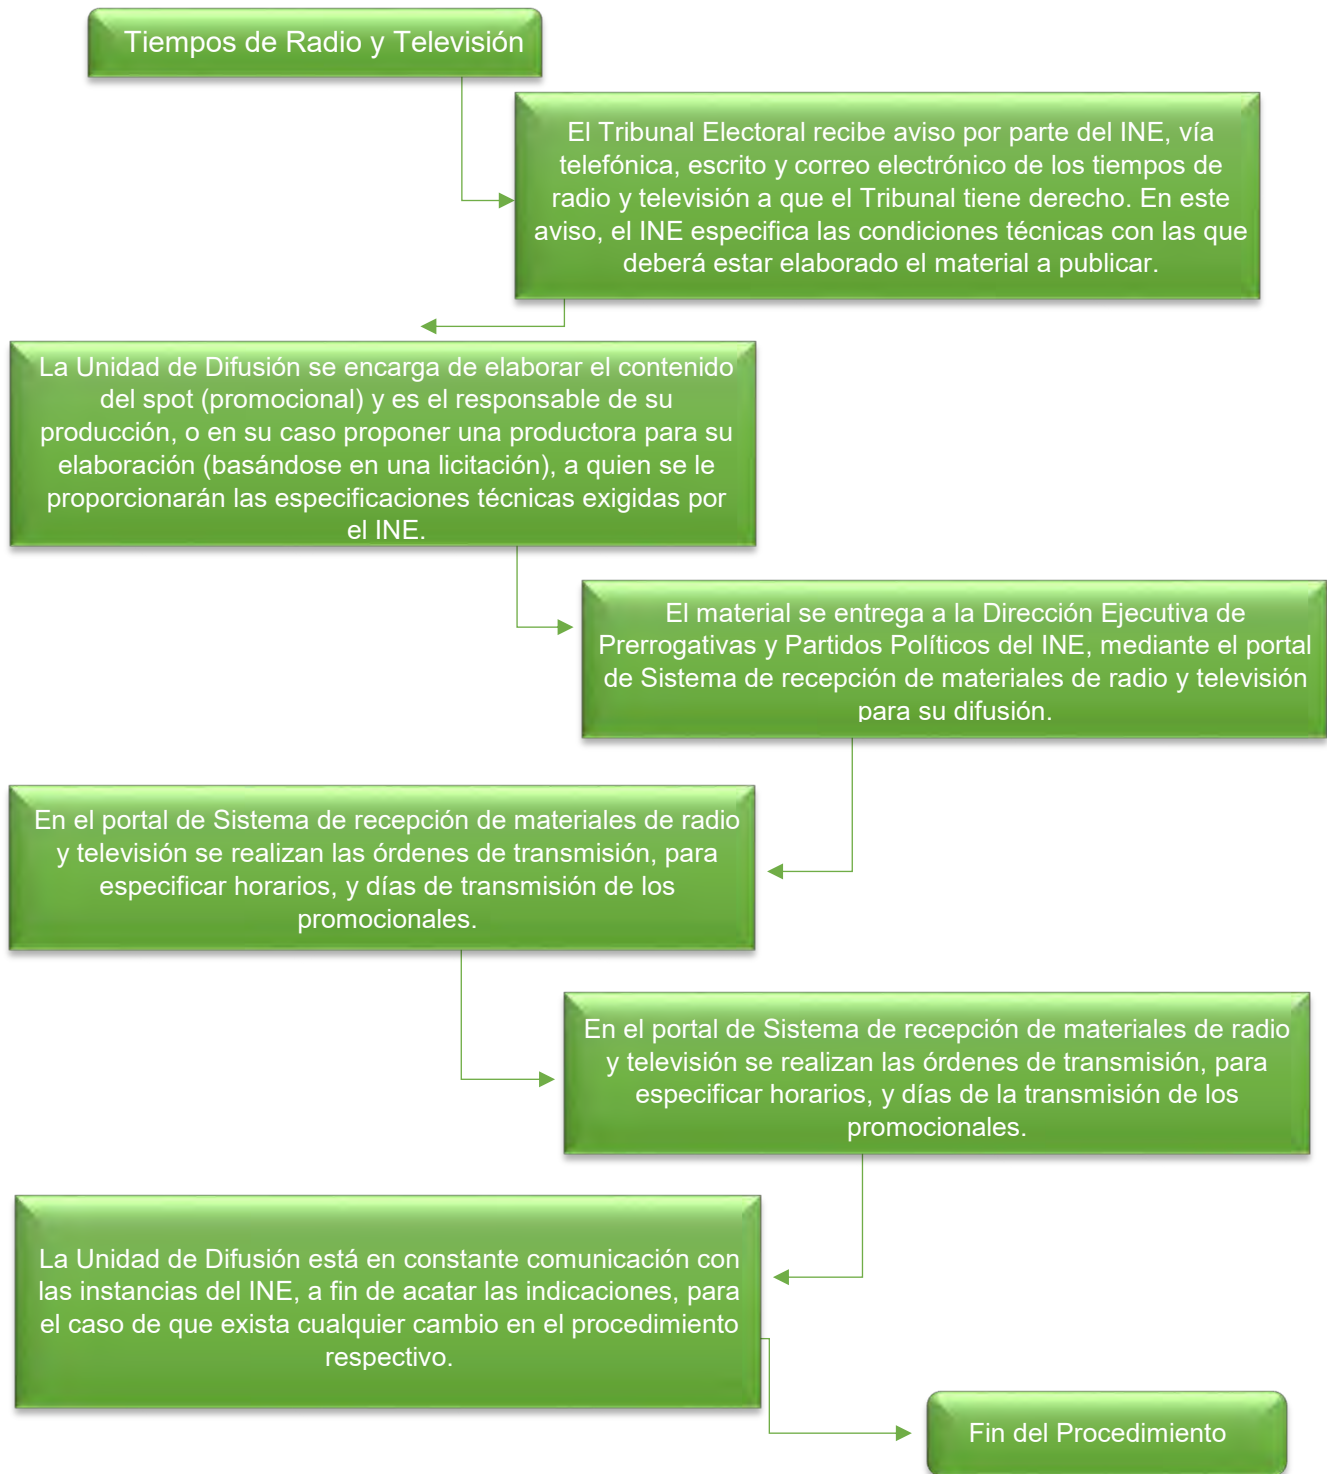 Tiempos de Radio y Televisión
El Tribunal Electoral recibe aviso por parte del INE, vía
telefónica, escrito y correo electrónico de los tiempos de
radio y televisión a que el Tribunal tiene derecho. En este
aviso, el INE especifica las condiciones técnicas con las que
deberá estar elaborado el material a publicar.
La Unidad de Difusión se encarga de elaborar el contenido
del spot (promocional) y es el responsable de su
producción, o en su caso proponer una productora para su
elaboración (basándose en una licitación), a quien se le
proporcionarán las especificaciones técnicas exigidas por
el INE.
El material se entrega a la Dirección Ejecutiva de
Prerrogativas y Partidos Políticos del INE, mediante el portal
de Sistema de recepción de materiales de radio y televisión
para su difusión.
En el portal de Sistema de recepción de materiales de radio
y televisión se realizan las órdenes de transmisión, para
especificar horarios, y días de transmisión de los
promocionales.
En el portal de Sistema de recepción de materiales de radio
y televisión se realizan las órdenes de transmisión, para
especificar horarios, y días de la transmisión de los
promocionales.
La Unidad de Difusión está en constante comunicación con
las instancias del INE, a fin de acatar las indicaciones, para
el caso de que exista cualquier cambio en el procedimiento
respectivo.
Fin del Procedimiento